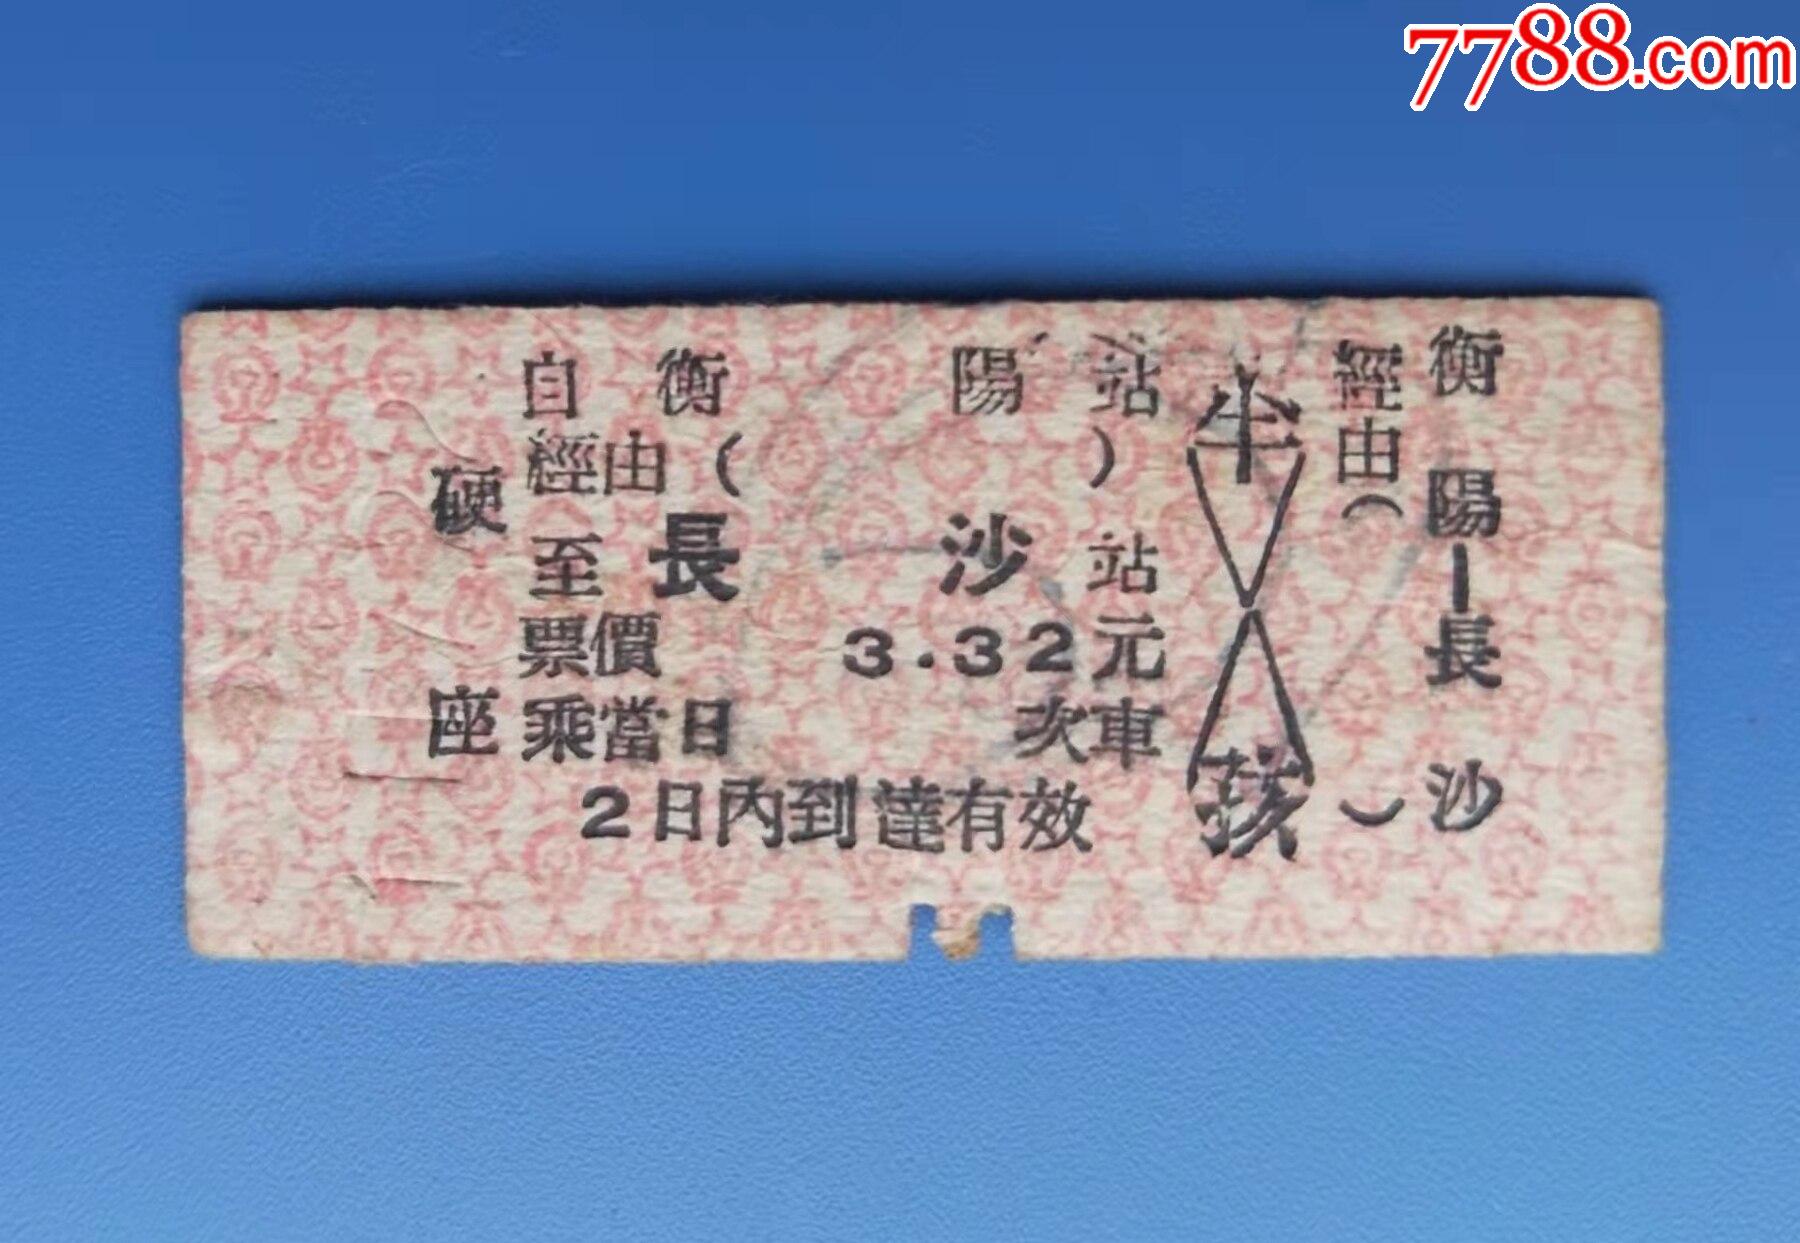 7788.com
自衡陽站
經由( )
至長沙站
票價 3.32元
乘當日 次車
2日內到達有效
硬座
半孩
經由( )
衡陽—長沙